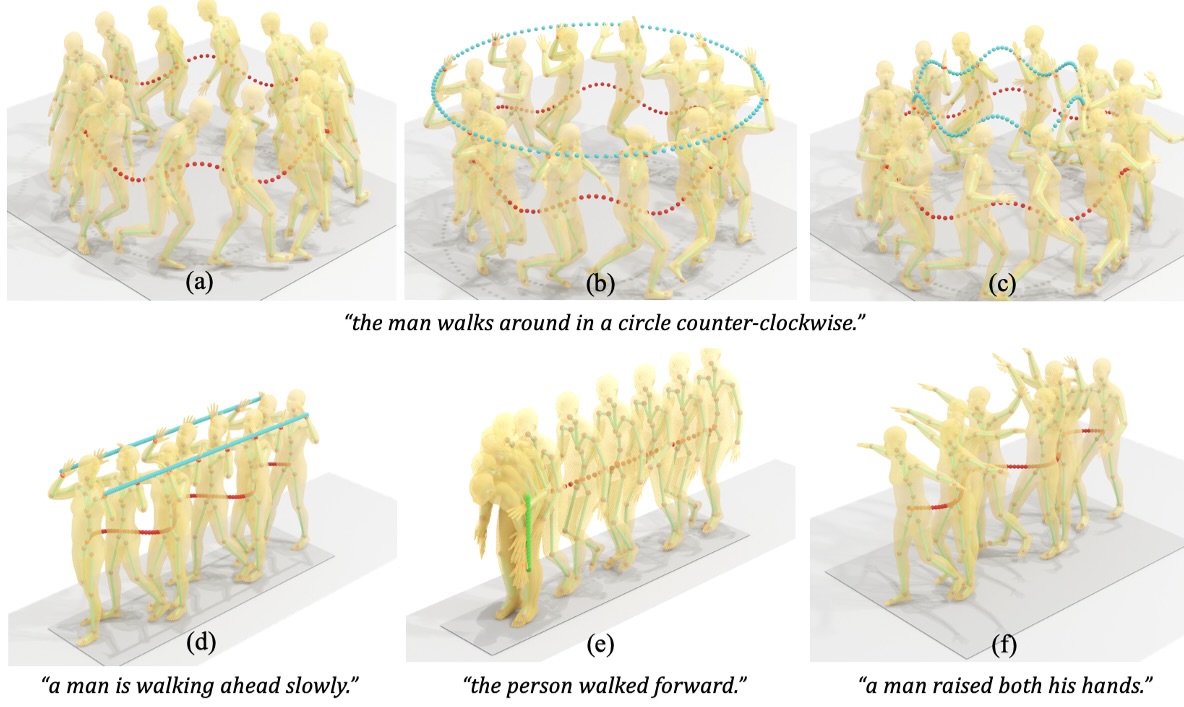 (a) (b) (c)
“the man walks around in a circle counter-clockwise.”
(d) (e) (f)
“a man is walking ahead slowly.” “the person walked forward.” “a man raised both his hands.”